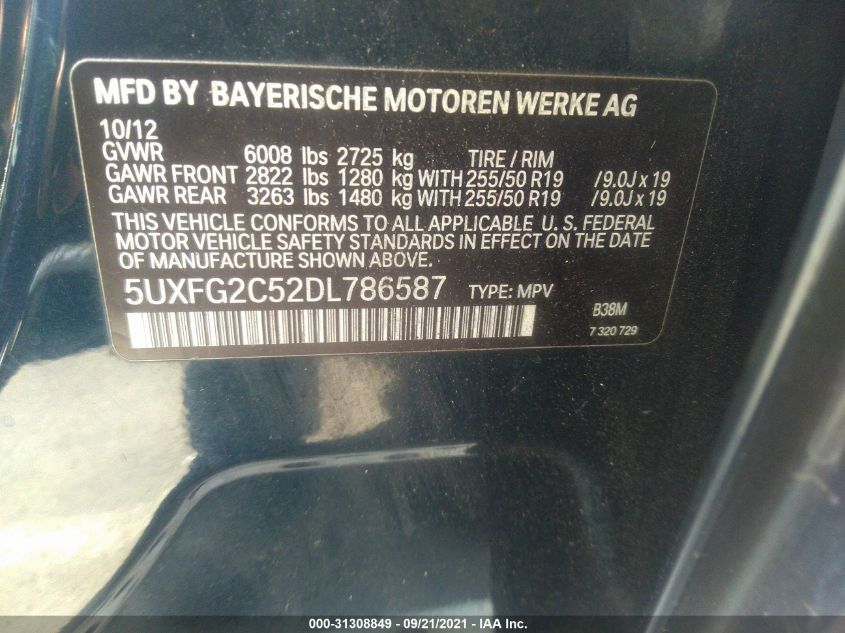 MFD BY BAYERISCHE MOTOREN WERKE AG
10/12
GVWR 6008 lbs 2725 kg TIRE / RIM
GAWR FRONT 2822 lbs 1280 kg WITH 255/50 R19 /9.0J x 19
GAWR REAR 3263 lbs 1480 kg WITH 255/50 R19 /9.0J x 19
THIS VEHICLE CONFORMS TO ALL APPLICABLE U. S. FEDERAL
MOTOR VEHICLE SAFETY STANDARDS IN EFFECT ON THE DATE
OF MANUFACTURE SHOWN ABOVE.
5UXFG2C52DL786587 TYPE: MPV
B38M
7 320 729
000-31308849 - 09/21/2021 - IAA Inc.